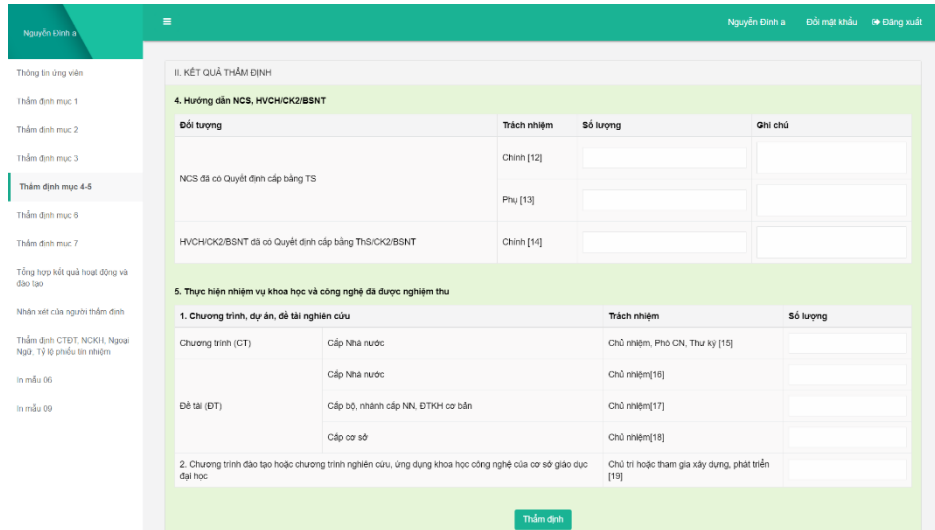 Nguyễn Đình a
Nguyễn Đình a Đổi mật khẩu Đăng xuất
Thông tin ứng viên
Thẩm định mục 1
Thẩm định mục 2
Thẩm định mục 3
Thẩm định mục 4-5
Thẩm định mục 6
Thẩm định mục 7
Tổng hợp kết quả hoạt động và
đào tạo
Nhận xét của người thẩm định
Thẩm định CTĐT, NCKH, Ngoại
Ngữ, Tỷ lệ phiếu tín nhiệm
In mẫu 06
In mẫu 09
II. KẾT QUẢ THẨM ĐỊNH
4. Hướng dẫn NCS, HVCH/CK2/BSNT
Đối tượng Trách nhiệm Số lượng Ghi chú
NCS đã có Quyết định cấp bằng TS
Chính [12]
Phụ [13]
HVCH/CK2/BSNT đã có Quyết định cấp bằng ThS/CK2/BSNT Chính [14]
5. Thực hiện nhiệm vụ khoa học và công nghệ đã được nghiệm thu
1. Chương trình, dự án, đề tài nghiên cứu Trách nhiệm Số lượng
Chương trình (CT) Cấp Nhà nước Chủ nhiệm, Phó CN, Thư ký [15]
Đề tài (ĐT)
Cấp Nhà nước Chủ nhiệm[16]
Cấp bộ, nhánh cấp NN, ĐTKH cơ bản Chủ nhiệm[17]
Cấp cơ sở Chủ nhiệm[18]
2. Chương trình đào tạo hoặc chương trình nghiên cứu, ứng dụng khoa học công nghệ của cơ sở giáo dục
đại học
Chủ trì hoặc tham gia xây dựng, phát triển
[19]
Thẩm định